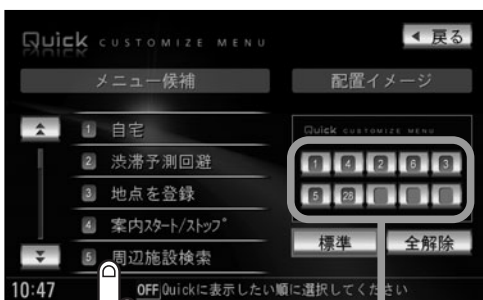 Quick CUSTOMIZE MENU
◀ 戻る
メニュー候補
配置イメージ
1 自宅
2 渋滞予測回避
3 地点を登録
4 案内スタート/ストップ
5 周辺施設検索
Quick CUSTOMIZE MENU
1 4 2 6 3
5 28
標準
全解除
10:47
OFF Quickに表示したい順に選択してください